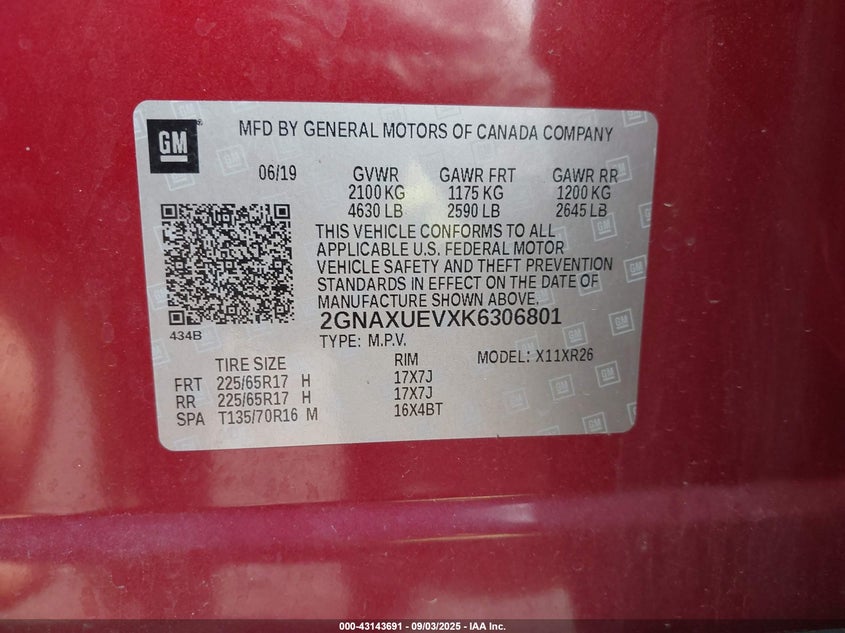 GM
MFD BY GENERAL MOTORS OF CANADA COMPANY
06/19 GVWR GAWR FRT GAWR RR
2100 KG 1175 KG 1200 KG
4630 LB 2590 LB 2645 LB
THIS VEHICLE CONFORMS TO ALL
APPLICABLE U.S. FEDERAL MOTOR
VEHICLE SAFETY AND THEFT PREVENTION
STANDARDS IN EFFECT ON THE DATE OF
MANUFACTURE SHOWN ABOVE.
434B
2GNAXUEVXK6306801
TYPE: M.P.V. MODEL: X11XR26
TIRE SIZE RIM
FRT 225/65R17 H 17X7J
RR 225/65R17 H 17X7J
SPA T135/70R16 M 16X4BT
000-43143691 - 09/03/2025 - IAA Inc.